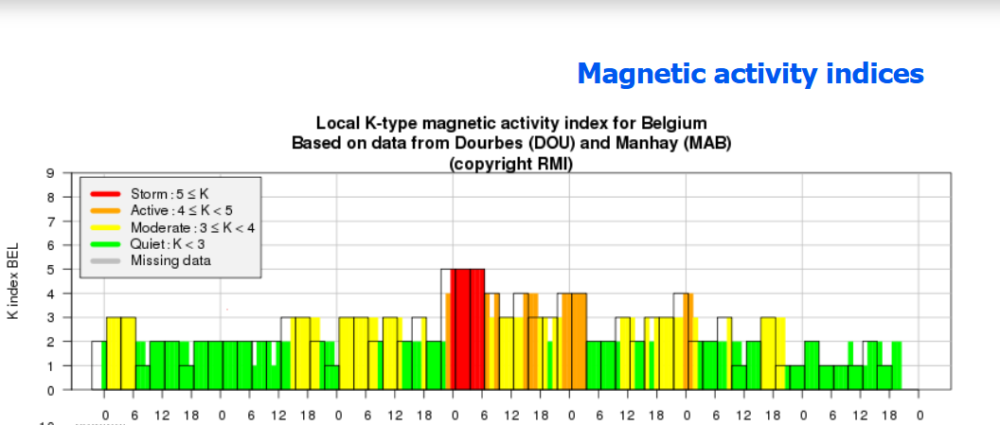 Magnetic activity indices
Local K-type magnetic activity index for Belgium
Based on data from Dourbes (DOU) and Manhay (MAB)
(copyright RMI)
9
8
7
6
5
4
3
2
1
0
K index BEL
Storm : 5 ≤ K
Active : 4 ≤ K < 5
Moderate : 3 ≤ K < 4
Quiet : K < 3
Missing data
0 6 12 18 0 6 12 18 0 6 12 18 0 6 12 18 0 6 12 18 0 6 12 18 0 6 12 18 0